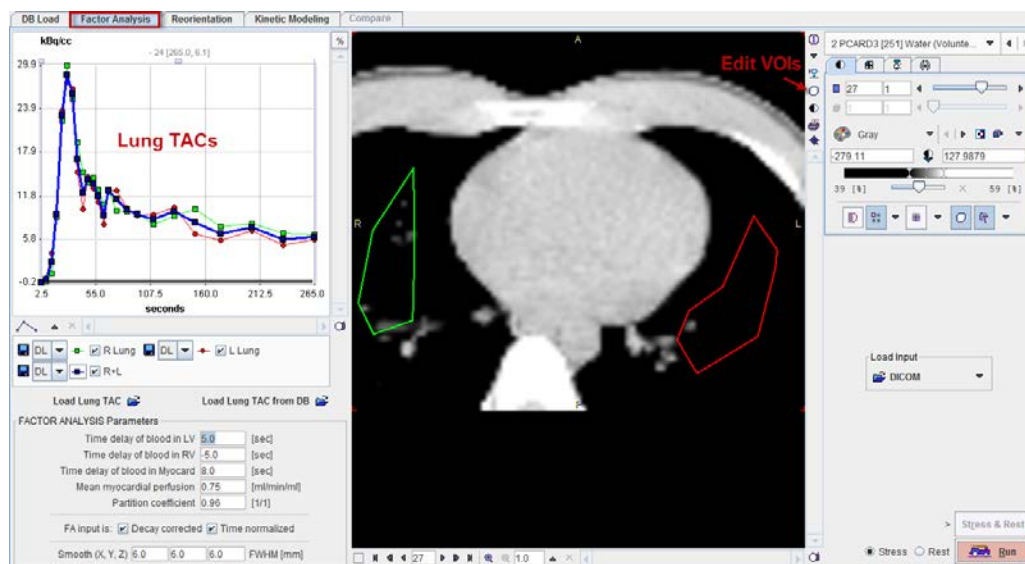 DB Load Factor Analysis Reorientation Kinetic Modeling Compare
kBq/cc
- 24 [265.0, 6.1]
%
29.9
23.9
17.9
11.8
5.8
-0.2
Lung TACs
2.5 55.0 107.5 160.0 212.5 265.0
seconds
DL R Lung DL L Lung
DL R+L
Load Lung TAC Load Lung TAC from DB
FACTOR ANALYSIS Parameters
Time delay of blood in LV 5.0 [sec]
Time delay of blood in RV -5.0 [sec]
Time delay of blood in Myocard 8.0 [sec]
Mean myocardial perfusion 0.75 [ml/min/ml]
Partition coefficient 0.96 [1/1]
FA input is: Decay corrected Time normalized
Smooth (X, Y, Z) 6.0 6.0 6.0 FWHM [mm]
A
Edit VOIs
R
L
P
27 1.0
2 PCARD3 [251] Water (Volunte...
27 1
1 1
Gray
-279.11 127.9879
39 [%] 59 [%]
Load input
DICOM
> Stress & Rest
Stress Rest Run